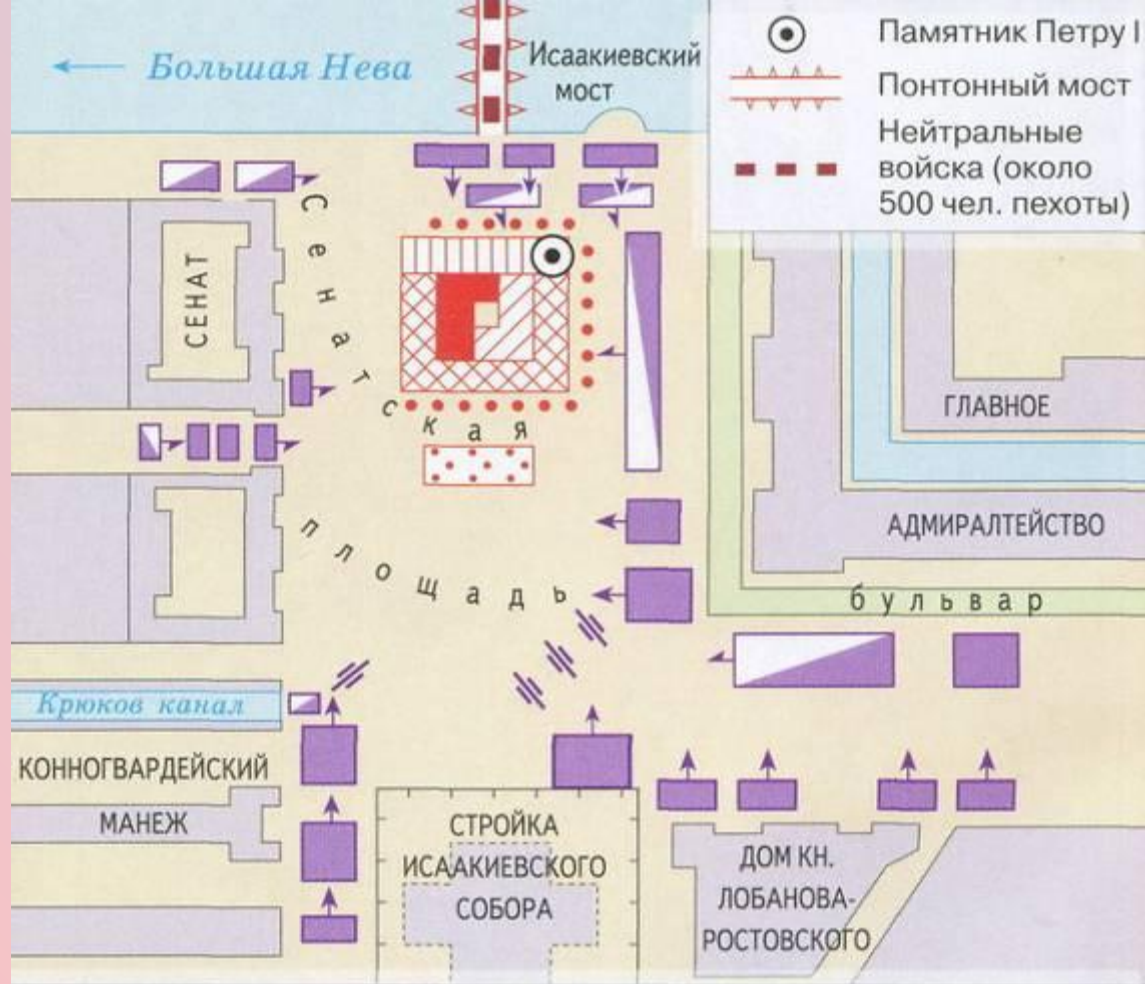 Большая Нева
Исаакиевский
мост
Памятник Петру I
Понтонный мост
Нейтральные
войска (около
500 чел. пехоты)
СЕНАТ
Сенатская
площадь
ГЛАВНОЕ
АДМИРАЛТЕЙСТВО
бульвар
Крюков канал
КОННОГВАРДЕЙСКИЙ
МАНЕЖ
СТРОЙКА
ИСААКИЕВСКОГО
СОБОРА
ДОМ КН.
ЛОБАНОВА-
РОСТОВСКОГО